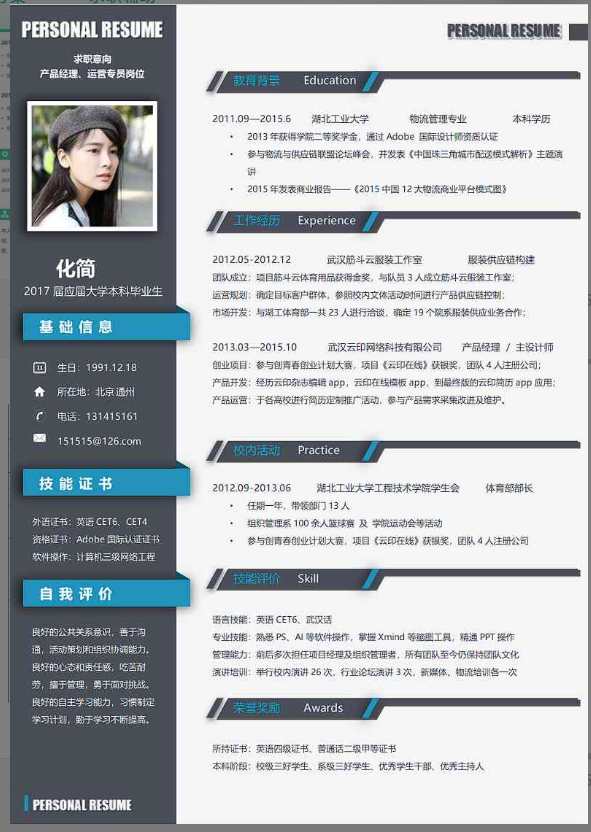 PERSONAL RESUME
求职意向
产品经理、运营专员岗位
化简
2017 届应届大学本科毕业生
基础信息
生日：1991.12.18
所在地：北京通州
电话：131415161
151515@126.com
技能证书
外语证书：英语 CET6、CET4
资格证书：Adobe 国际认证证书
软件操作：计算机三级网络工程
自我评价
良好的公共关系意识，善于沟
通，活动策划和组织协调能力。
良好的心态和责任感，吃苦耐
劳，擅于管理，勇于面对挑战。
良好的自主学习能力，习惯制定
学习计划，勤于学习不断提高。
PERSONAL RESUME
PERSONAL RESUME
教育背景 Education
2011.09—2015.6 湖北工业大学 物流管理专业 本科学历
• 2013 年获得学院二等奖学金，通过 Adobe 国际设计师资质认证
• 参与物流与供应链联盟论坛峰会，并发表《中国珠三角城市配送模式解析》主题演
讲
• 2015 年发表商业报告——《2015 中国 12 大物流商业平台模式图》
工作经历 Experience
2012.05-2012.12 武汉筋斗云服装工作室 服装供应链构建
团队成立：项目筋斗云体育用品获得金奖，与队员 3 人成立筋斗云服装工作室；
运营规划：确定目标客户群体，参照校内文体活动时间进行产品供应链控制；
市场开发：与湖工体育部一共 23 人进行洽谈，确定 19 个院系服装供应业务合作；
2013.03—2015.10 武汉云印网络科技有限公司 产品经理 / 主设计师
创业项目：参与创青春创业计划大赛，项目《云印在线》获银奖，团队 4 人注册公司；
产品开发：经历云印杂志编辑 app，云印在线模板 app、到最终版的云印简历 app 应用；
产品运营：于各高校进行简历定制推广活动，参与产品需求采集改进及维护。
校内活动 Practice
2012.09-2013.06 湖北工业大学工程技术学院学生会 体育部部长
• 任期一年，带领部门 13 人
• 组织管理系 100 余人篮球赛 及 学院运动会等活动
• 参与创青春创业计划大赛，项目《云印在线》获银奖，团队 4 人注册公司
技能评价 Skill
语言技能：英语 CET6、武汉话
专业技能：熟悉 PS、AI 等软件操作，掌握 Xmind 等脑图工具，精通 PPT 操作
管理能力：前后多次担任项目经理及组织管理者，所有团队至今仍保持团队文化
演讲培训：举行校内演讲 26 次，行业论坛演讲 3 次，新媒体、物流培训各一次
荣誉奖励 Awards
所持证书：英语四级证书、普通话二级甲等证书
本科阶段：校级三好学生、系级三好学生、优秀学生干部、优秀主持人